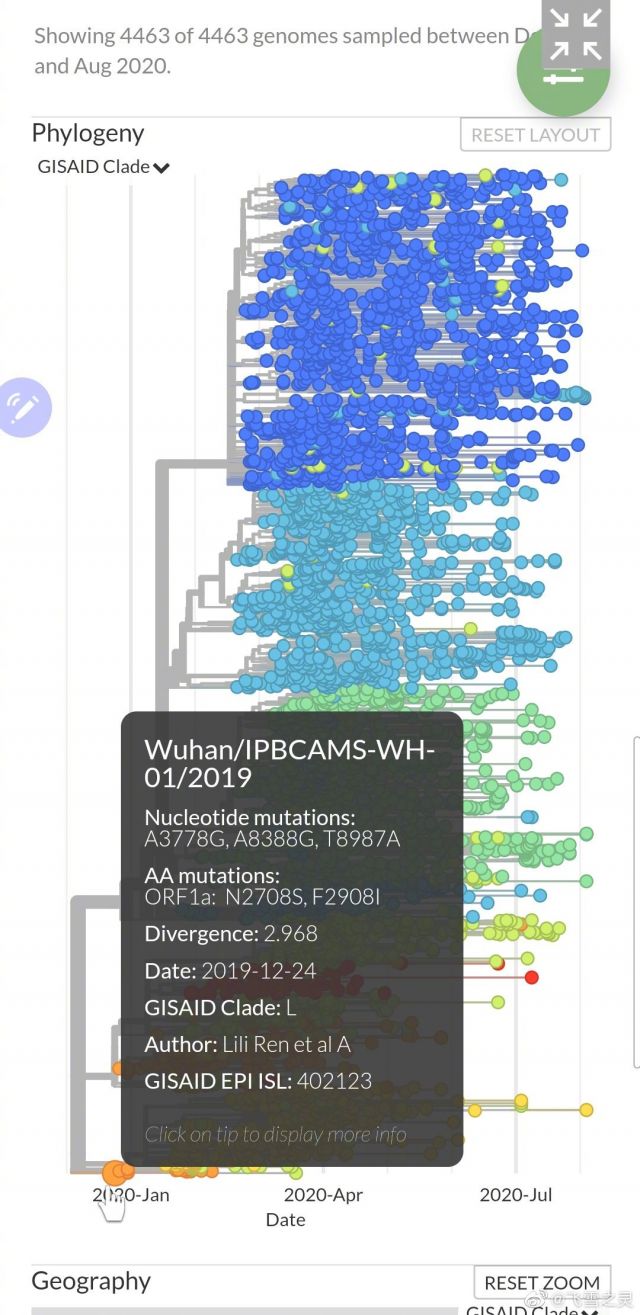 Showing 4463 of 4463 genomes sampled between
and Aug 2020.
Phylogeny
RESET LAYOUT
GISAID Clade
Wuhan/IPBCAMS-WH-
01/2019
Nucleotide mutations:
A3778G, A8388G, T8987A
AA mutations:
ORF1a: N2708S, F2908I
Divergence: 2.968
Date: 2019-12-24
GISAID Clade: L
Author: Lili Ren et al A
GISAID EPI ISL: 402123
Click on tip to display more info
2020-Jan
2020-Apr
2020-Jul
Date
Geography
RESET ZOOM
GISAID Clade
@飞雪之灵